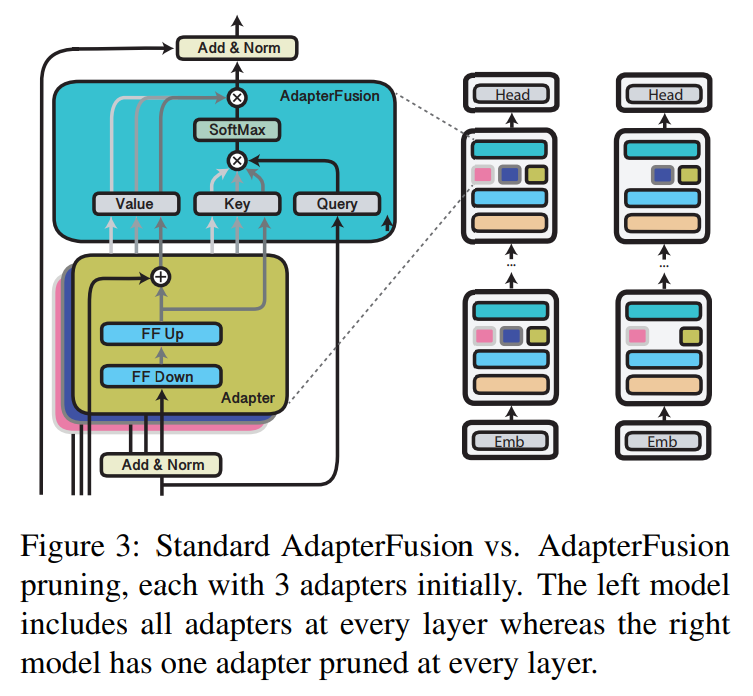 Add & Norm
AdapterFusion
SoftMax
Value
Key
Query
FF Up
FF Down
Adapter
Add & Norm
Head
Head
...
...
Emb
Emb
Figure 3: Standard AdapterFusion vs. AdapterFusion
pruning, each with 3 adapters initially. The left model
includes all adapters at every layer whereas the right
model has one adapter pruned at every layer.